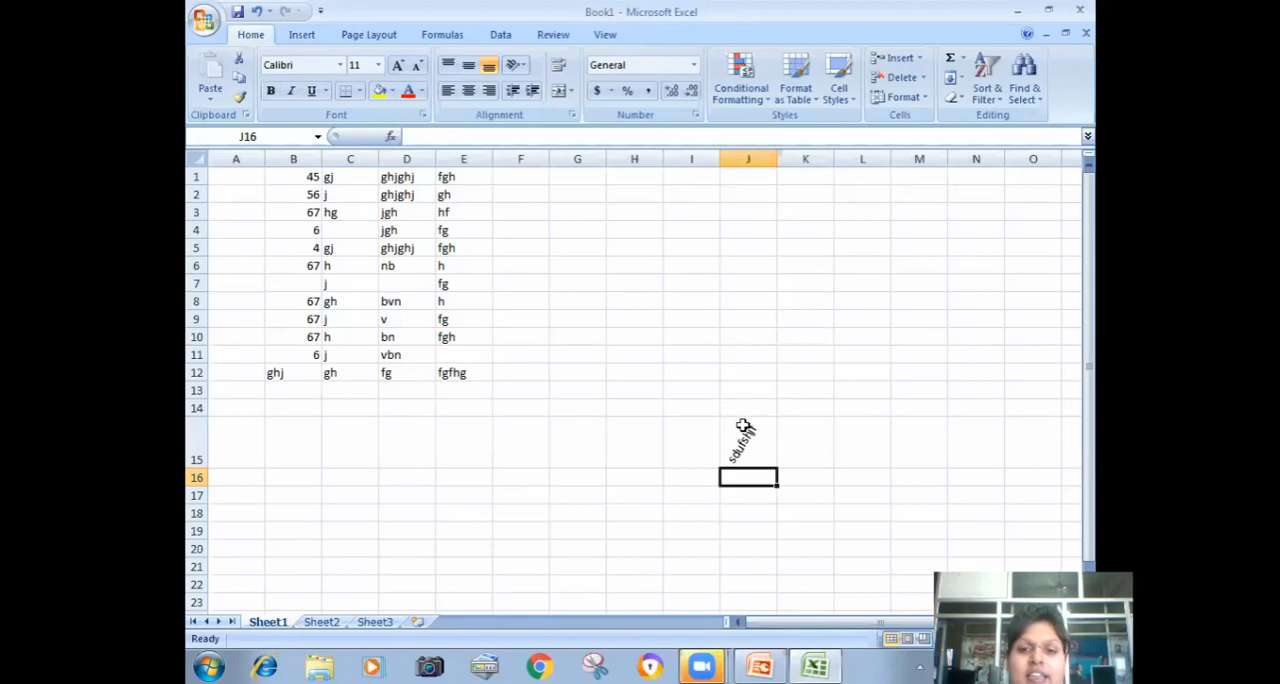 Book1 - Microsoft Excel
Home Insert Page Layout Formulas Data Review View
Calibri 11 A A General Σ Insert
Paste B I U A $ % , Conditional Formatting Format as Table Cell Styles Delete Format Sort & Filter Find & Select
Clipboard Font Alignment Number Styles Cells Editing
J16 fx
A B C D E F G H I J K L M N O
1 45 gj ghjghj fgh
2 56 j ghjghj gh
3 67 hg jgh hf
4 6 jgh fg
5 4 gj ghjghj fgh
6 67 h nb h
7 j fg
8 67 gh bvn h
9 67 j v fg
10 67 h bn fgh
11 6 j vbn
12 ghj gh fg fgfhg
13
14
15
16
17
18
19
20
21
22
23
Sheet1 Sheet2 Sheet3
Ready